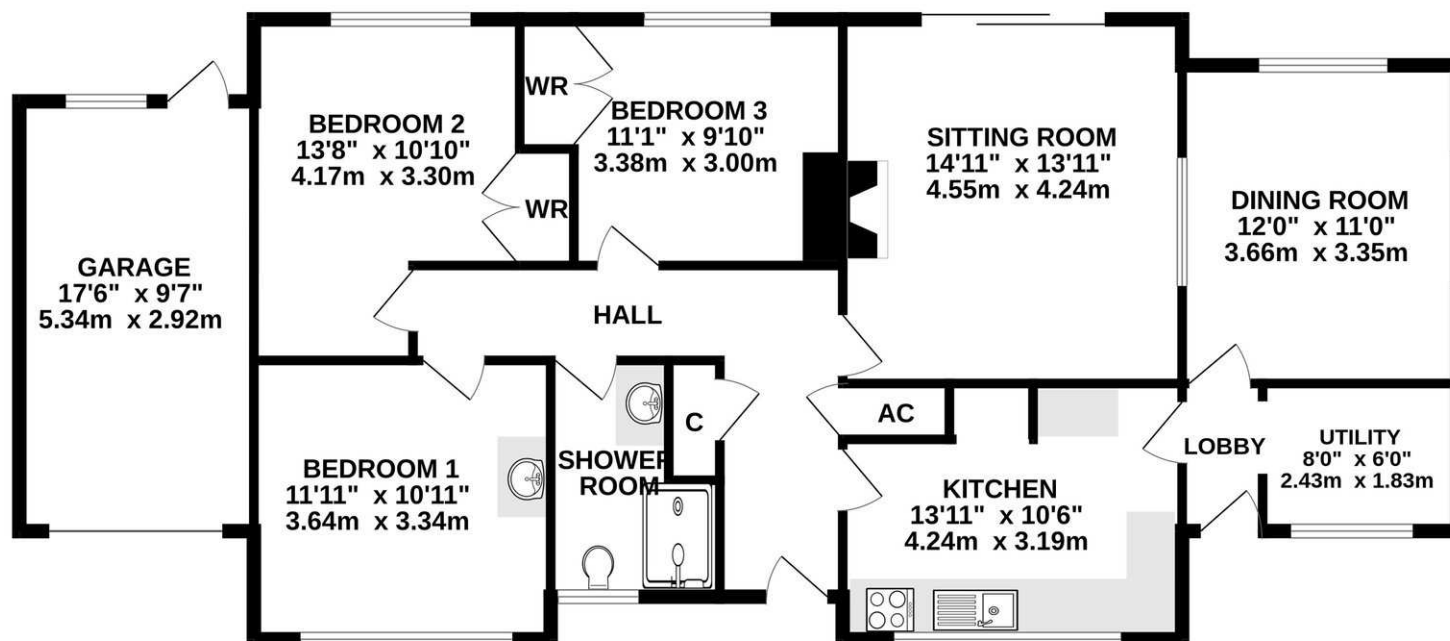 GARAGE
17'6" x 9'7"
5.34m x 2.92m
BEDROOM 2
13'8" x 10'10"
4.17m x 3.30m
WR
WR
BEDROOM 3
11'1" x 9'10"
3.38m x 3.00m
SITTING ROOM
14'11" x 13'11"
4.55m x 4.24m
DINING ROOM
12'0" x 11'0"
3.66m x 3.35m
HALL
BEDROOM 1
11'11" x 10'11"
3.64m x 3.34m
SHOWER
ROOM
C
AC
KITCHEN
13'11" x 10'6"
4.24m x 3.19m
LOBBY
UTILITY
8'0" x 6'0"
2.43m x 1.83m